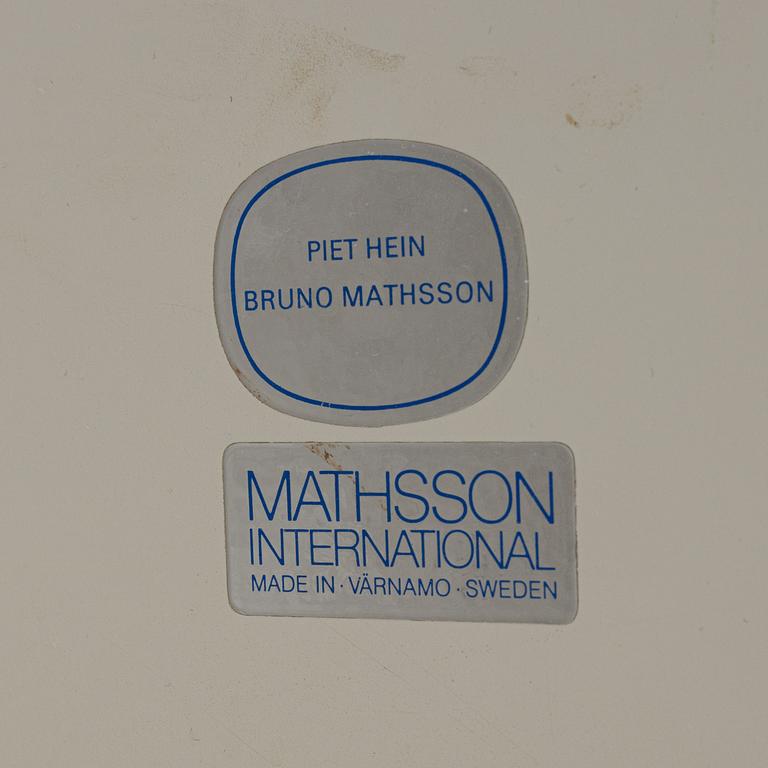 PIET HEIN
BRUNO MATHSSON
MATHSSON
INTERNATIONAL
MADE IN · VÄRNAMO · SWEDEN